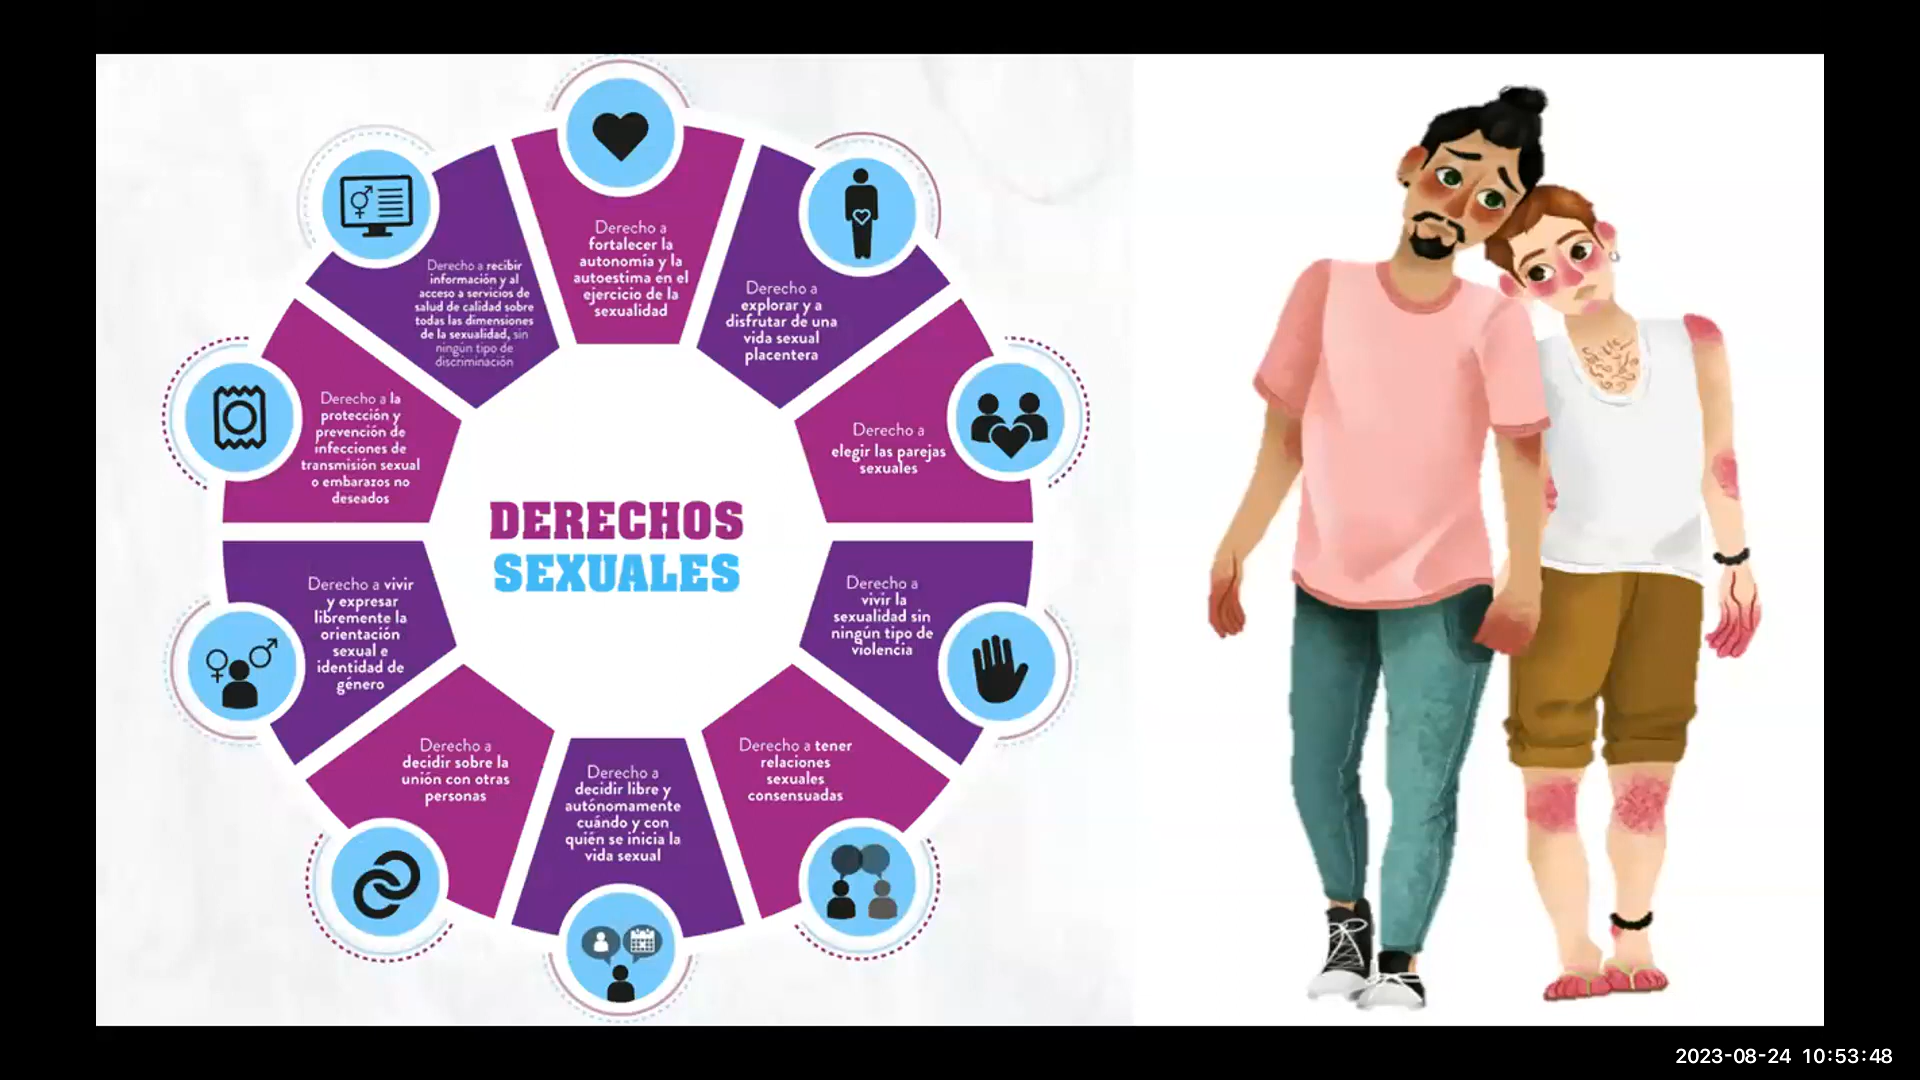 Derecho a
fortalecer la
autonomía y la
autoestima en el
ejercicio de la
sexualidad
Derecho a
explorar y a
disfrutar de una
vida sexual
placentera
Derecho a
elegir las parejas
sexuales
Derecho a
vivir la
sexualidad sin
ningún tipo de
violencia
Derecho a tener
relaciones
sexuales
consensuadas
Derecho a
decidir libre y
autónomamente
cuándo y con
quién se inicia la
vida sexual
Derecho a
decidir sobre la
unión con otras
personas
Derecho a vivir
y expresar
libremente la
orientación
sexual e
identidad de
género
Derecho a la
protección y
prevención de
infecciones de
transmisión sexual
o embarazos no
deseados
Derecho a recibir
información y al
acceso a servicios de
salud de calidad sobre
todas las dimensiones
de la sexualidad, sin
ningún tipo de
discriminación
DERECHOS
SEXUALES
2023-08-24 10:53:48